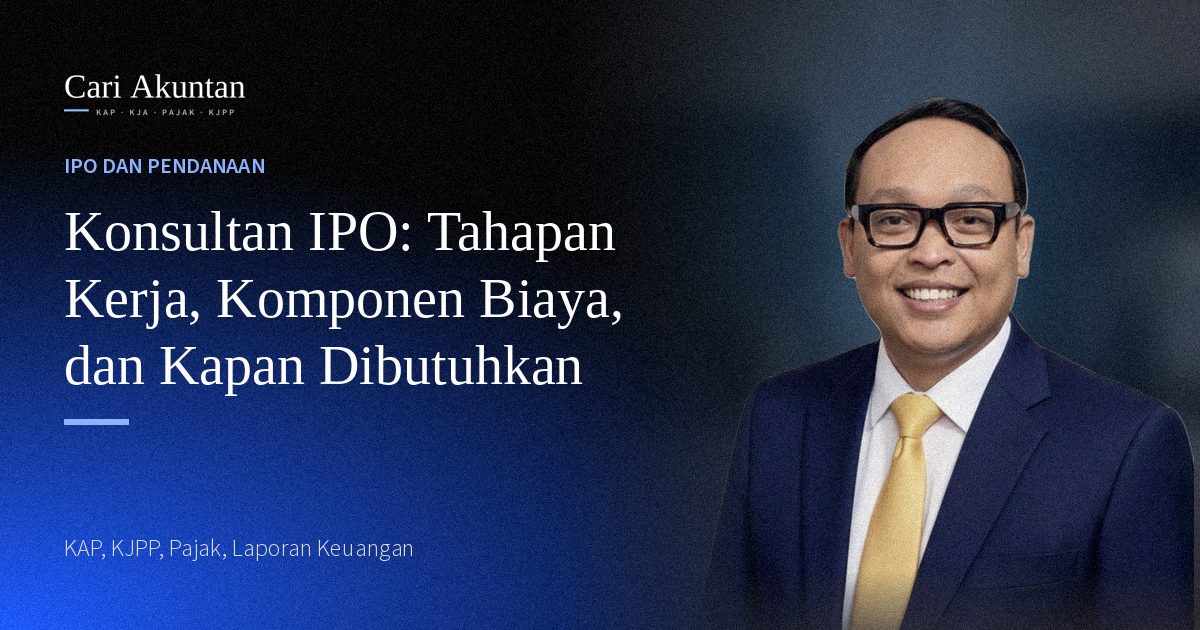 Cari Akuntan
KAP · KJA · PAJAK · KJPP
IPO DAN PENDANAAN
Konsultan IPO: Tahapan
Kerja, Komponen Biaya,
dan Kapan Dibutuhkan
KAP, KJPP, Pajak, Laporan Keuangan